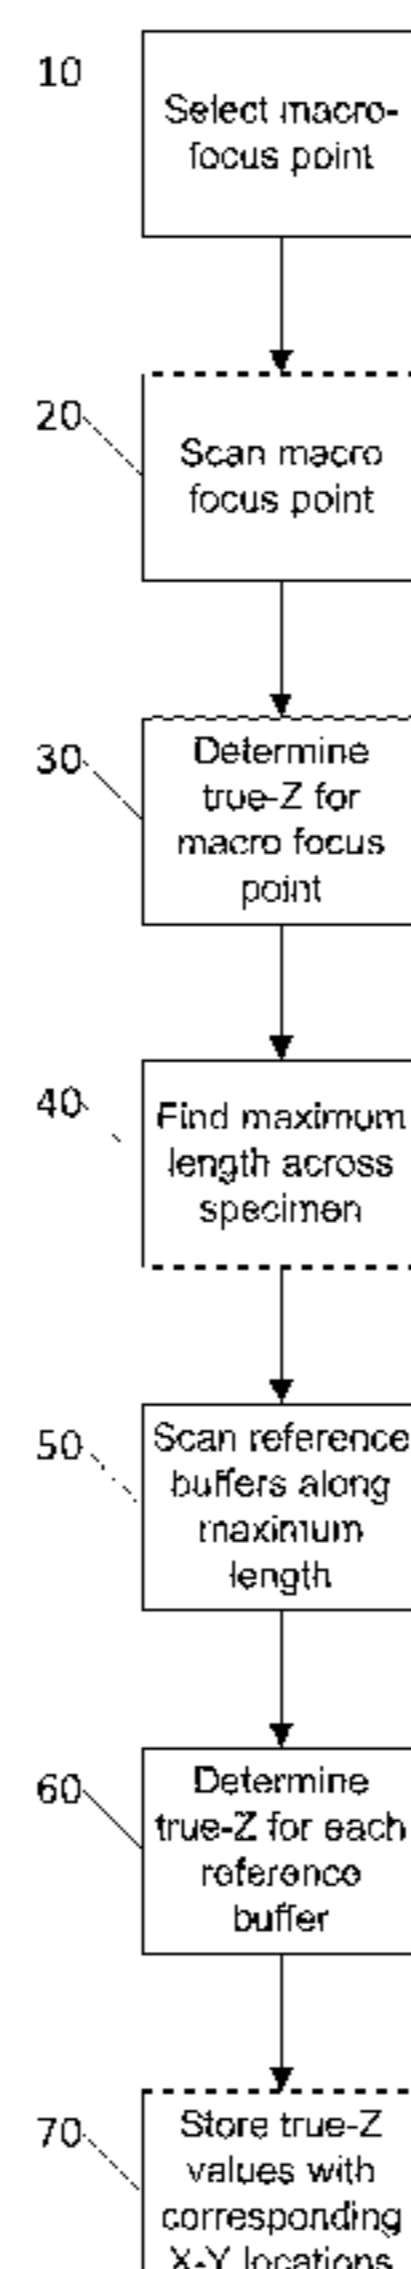 10
Select macro-
focus point
20
Scan macro
focus point
30
Determine
true-Z for
macro focus
point
40
Find maximum
length across
specimen
50
Scan reference
buffers along
maximum
length
60
Determine
true-Z for each
reference
buffer
70
Store true-Z
values with
corresponding
X-Y locations